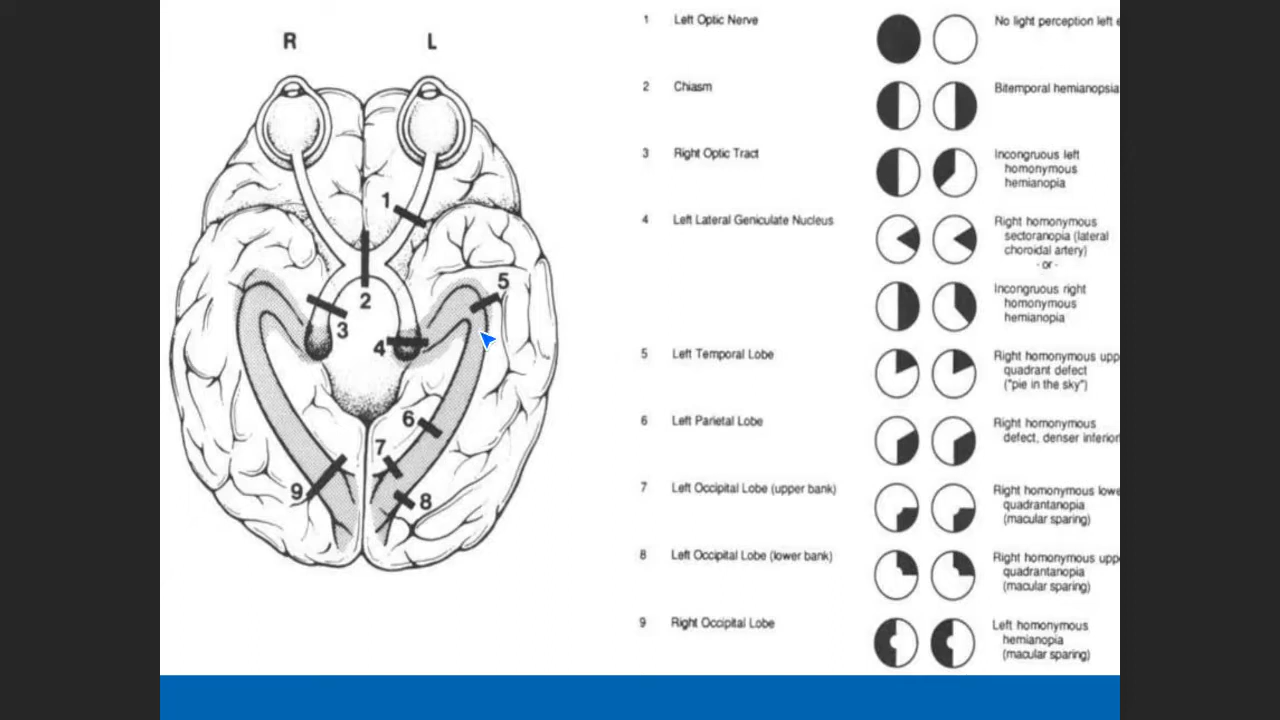 R L
1 Left Optic Nerve No light perception left
2 Chiasm Bitemporal hemianopsia
3 Right Optic Tract Incongruous left
homonymous
hemianopia
4 Left Lateral Geniculate Nucleus Right homonymous
sectoranopia (lateral
choroidal artery)
- or -
Incongruous right
homonymous
hemianopia
5 Left Temporal Lobe Right homonymous upp
quadrant defect
("pie in the sky")
6 Left Parietal Lobe Right homonymous
defect, denser inferior
7 Left Occipital Lobe (upper bank) Right homonymous lowe
quadrantanopia
(macular sparing)
8 Left Occipital Lobe (lower bank) Right homonymous upp
quadrantanopia
(macular sparing)
9 Right Occipital Lobe Left homonymous
hemianopia
(macular sparing)
1
2
3
4
5
6
7
8
9